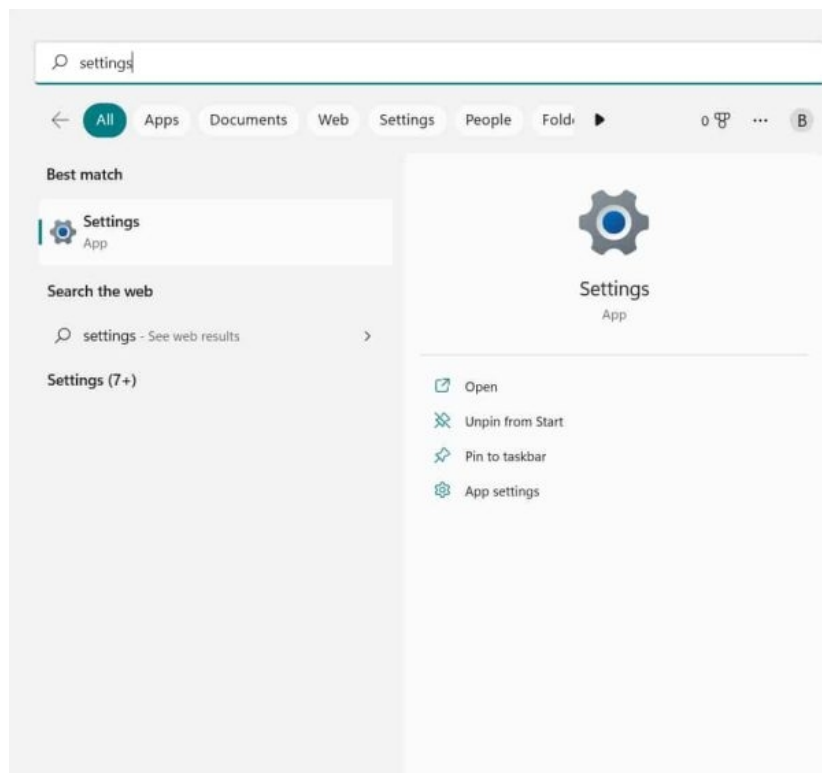 settings
All Apps Documents Web Settings People Fold 0 B
Best match
Settings
App
Search the web
settings - See web results
Settings (7+)
Settings
App
Open
Unpin from Start
Pin to taskbar
App settings